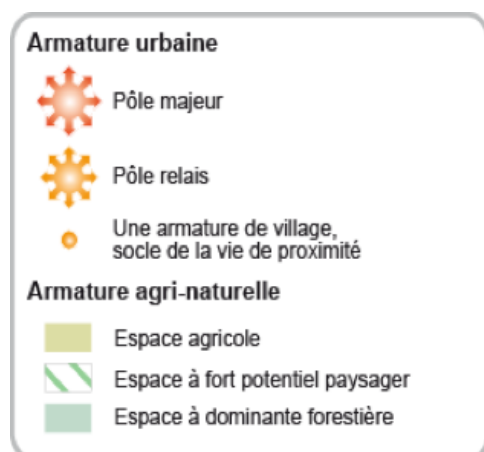 Armature urbaine
Pôle majeur
Pôle relais
Une armature de village,
socle de la vie de proximité
Armature agri-naturelle
Espace agricole
Espace à fort potentiel paysager
Espace à dominante forestière